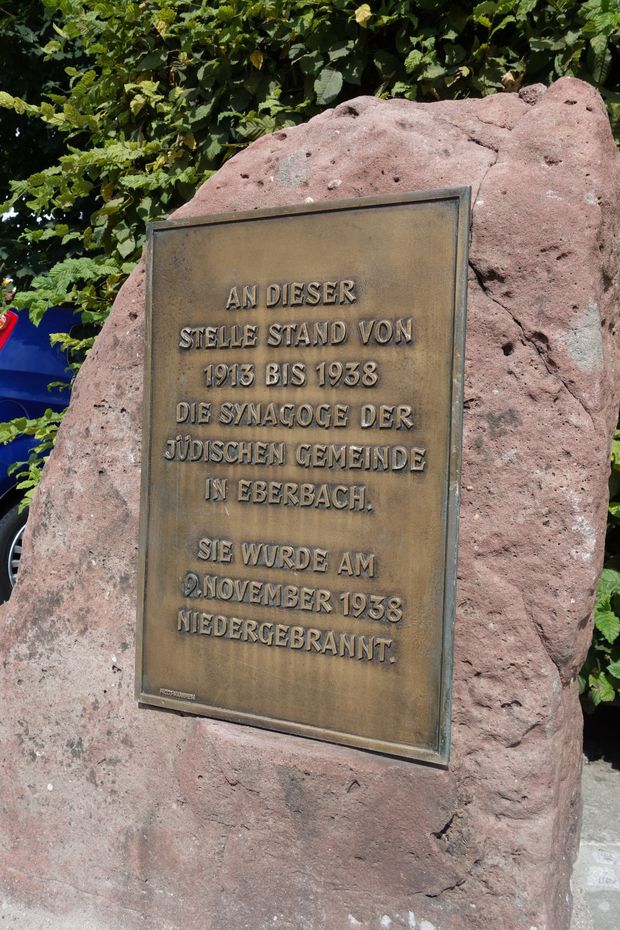 AN DIESER
STELLE STAND VON
1913 BIS 1938
DIE SYNAGOGE DER
JÜDISCHEN GEMEINDE
IN EBERBACH.
SIE WURDE AM
9. NOVEMBER 1938
NIEDERGEBRANNT.